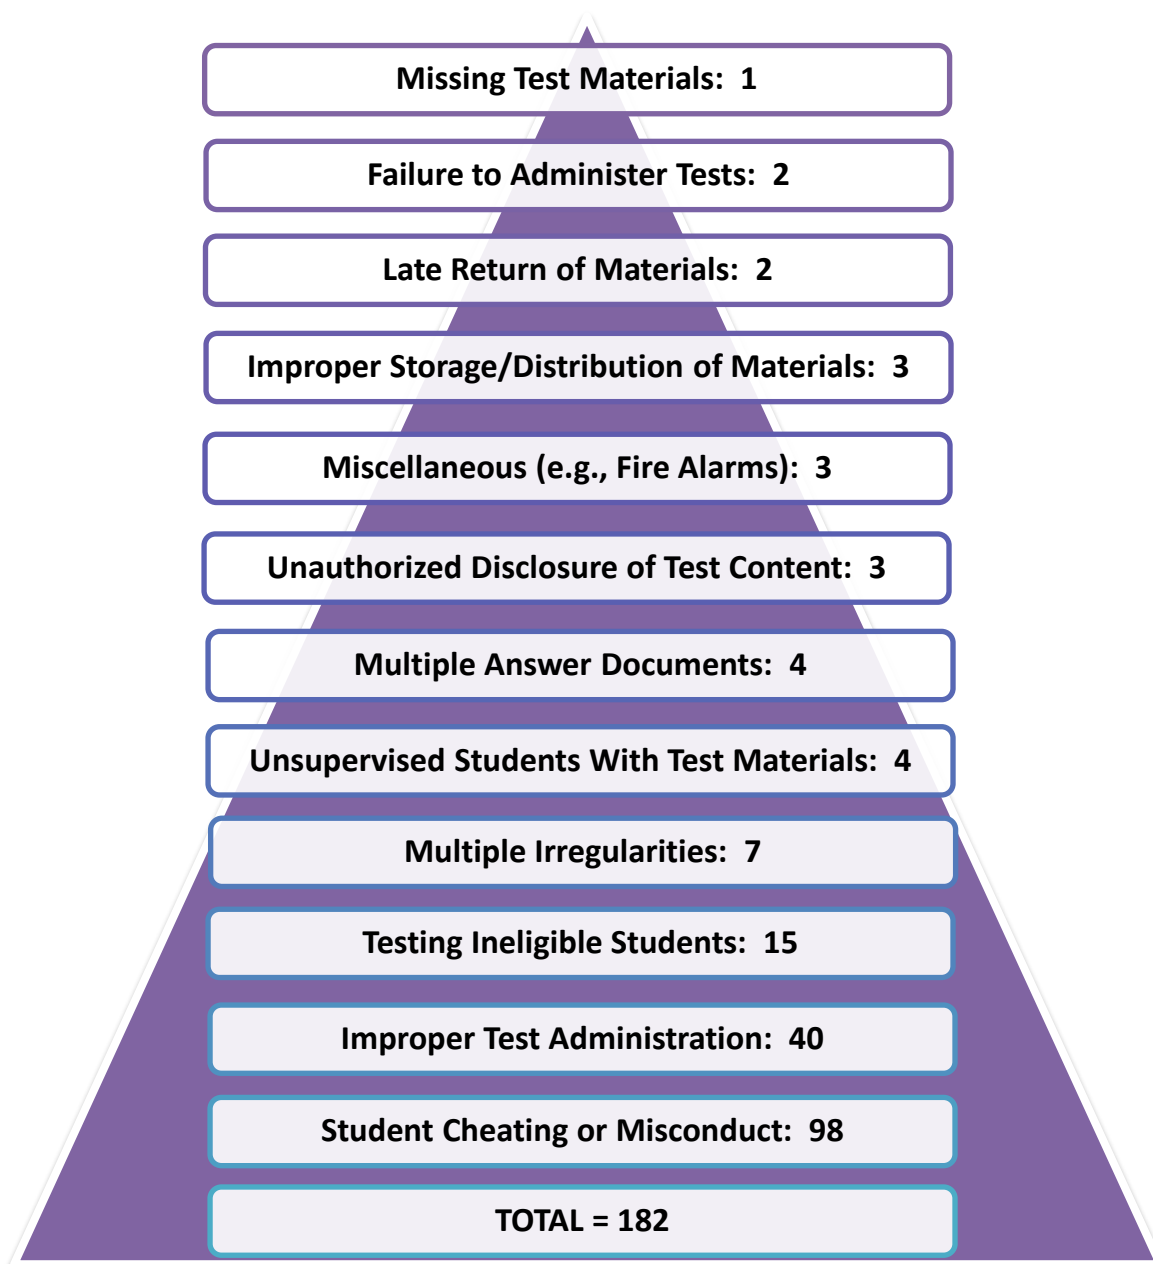 Missing Test Materials:  1
Failure to Administer Tests:  2
Late Return of Materials:  2
Improper Storage/Distribution of Materials:  3
Miscellaneous (e.g., Fire Alarms):  3
Unauthorized Disclosure of Test Content:  3
Multiple Answer Documents:  4
Unsupervised Students With Test Materials:  4
Multiple Irregularities:  7
Testing Ineligible Students:  15
Improper Test Administration:  40
Student Cheating or Misconduct:  98
TOTAL = 182